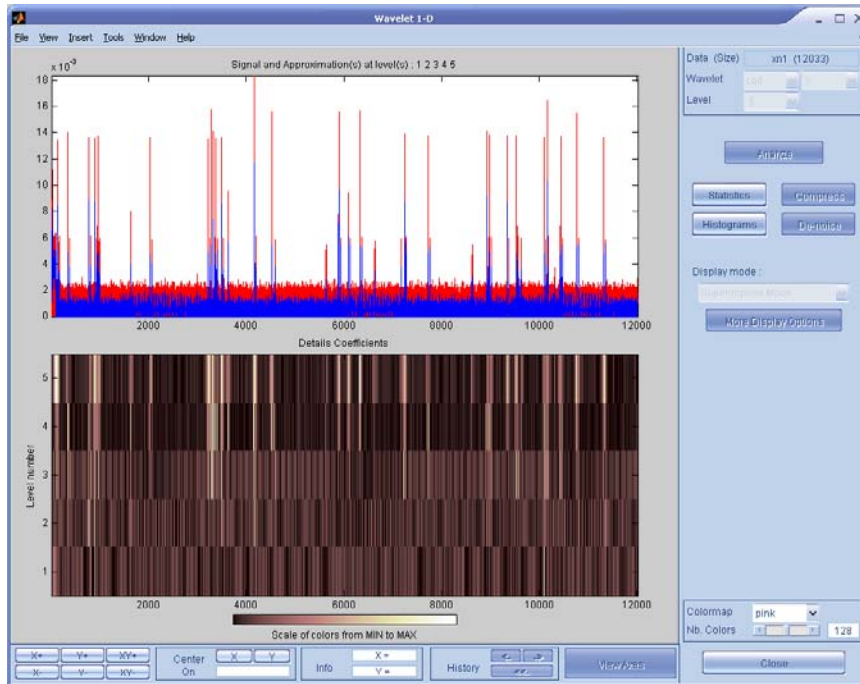 Wavelet 1-D
File View Insert Tools Window Help
x 10⁻³
Signal and Approximation(s) at level(s) : 1 2 3 4 5
18
16
14
12
10
8
6
4
2
0
2000 4000 6000 8000 10000 12000
Details Coefficients
Level number
5
4
3
2
1
2000 4000 6000 8000 10000 12000
Scale of colors from MIN to MAX
Data (Size) xn1 (12033)
Wavelet
Level 5
Analyze
Statistics Compress
Histograms De-noise
Display mode :
Superimpose Mode
More Display Options
Colormap pink
Nb. Colors 128
Close
X+ Y+ XY+
X- Y- XY-
Center On X Y
Info X = Y =
History
View Axes